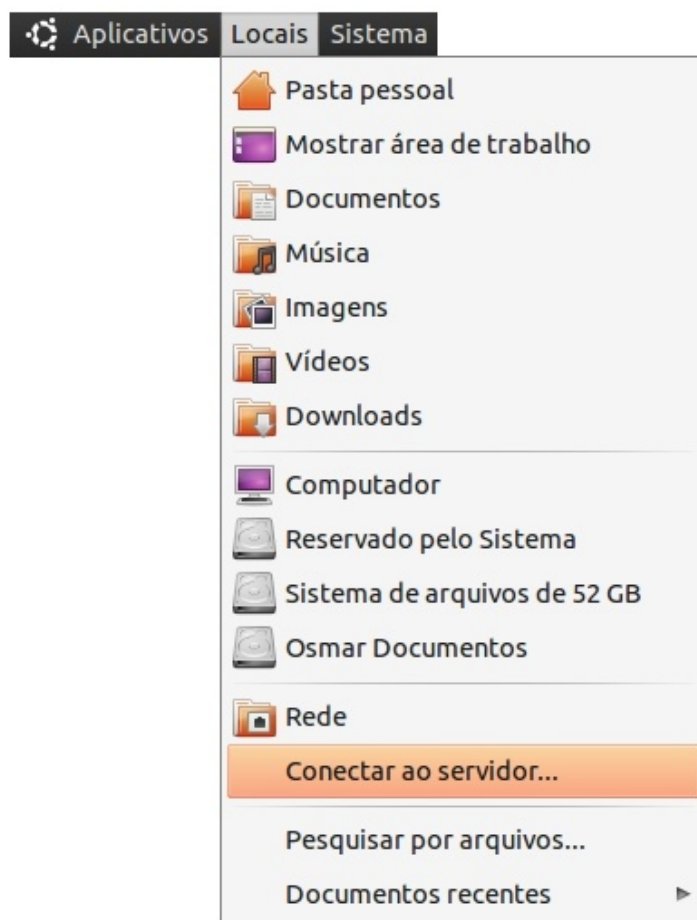 Aplicativos Locais Sistema
Pasta pessoal
Mostrar área de trabalho
Documentos
Música
Imagens
Vídeos
Downloads
Computador
Reservado pelo Sistema
Sistema de arquivos de 52 GB
Osmar Documentos
Rede
Conectar ao servidor...
Pesquisar por arquivos...
Documentos recentes